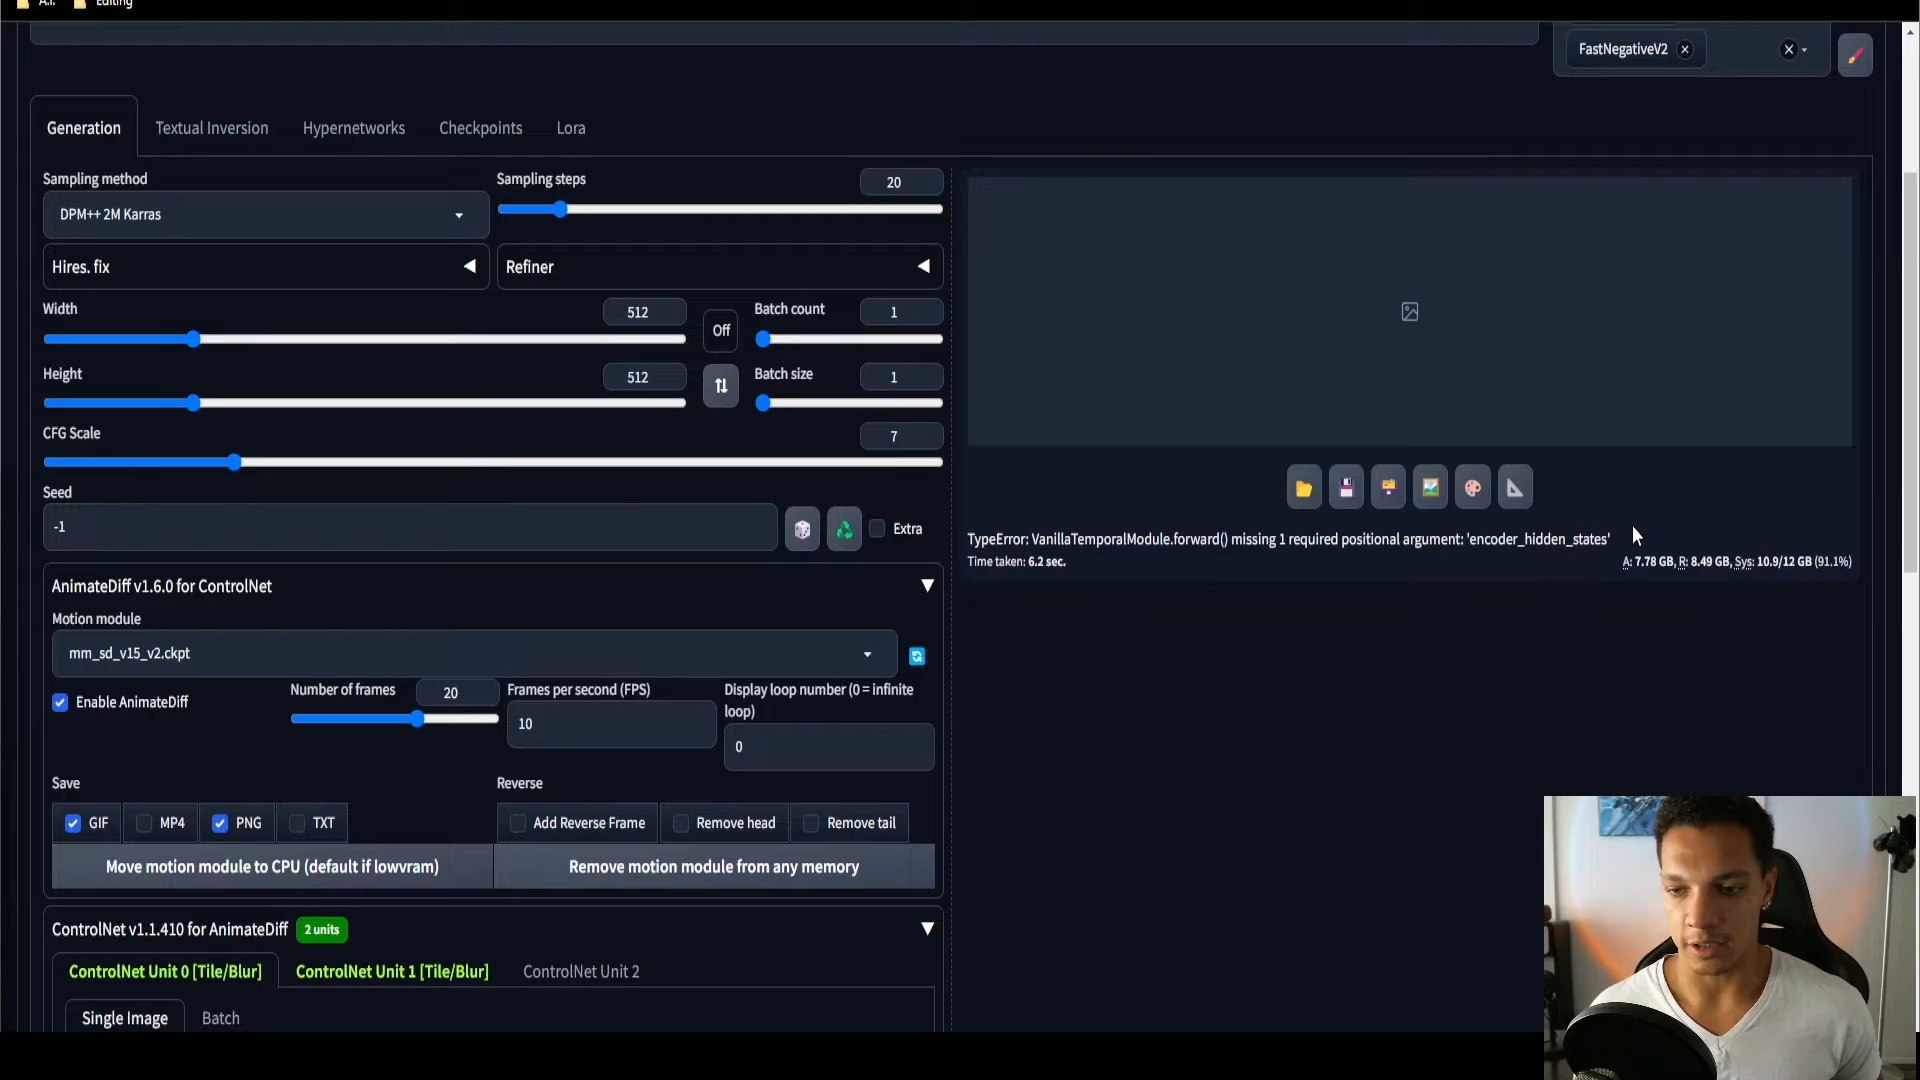 A.I. Editing
FastNegativeV2
Generation Textual Inversion Hypernetworks Checkpoints Lora
Sampling method
DPM++ 2M Karras
Sampling steps
20
Hires. fix
Refiner
Width
512
Off
Batch count
1
Height
512
Batch size
1
CFG Scale
7
Seed
-1
Extra
TypeError: VanillaTemporalModule.forward() missing 1 required positional argument: 'encoder_hidden_states'
Time taken: 6.2 sec.
A: 7.78 GB, R: 8.49 GB, Sys: 10.9/12 GB (91.1%)
AnimateDiff v1.6.0 for ControlNet
Motion module
mm_sd_v15_v2.ckpt
Enable AnimateDiff
Number of frames
20
Frames per second (FPS)
10
Display loop number (0 = infinite
loop)
0
Save
GIF MP4 PNG TXT
Reverse
Add Reverse Frame Remove head Remove tail
Move motion module to CPU (default if lowvram)
Remove motion module from any memory
ControlNet v1.1.410 for AnimateDiff
2 units
ControlNet Unit 0 [Tile/Blur] ControlNet Unit 1 [Tile/Blur] ControlNet Unit 2
Single Image Batch